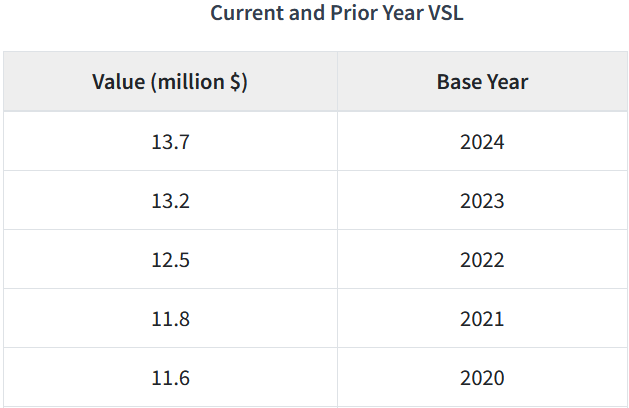 Current and Prior Year VSL
Value (million $) Base Year
13.7 2024
13.2 2023
12.5 2022
11.8 2021
11.6 2020